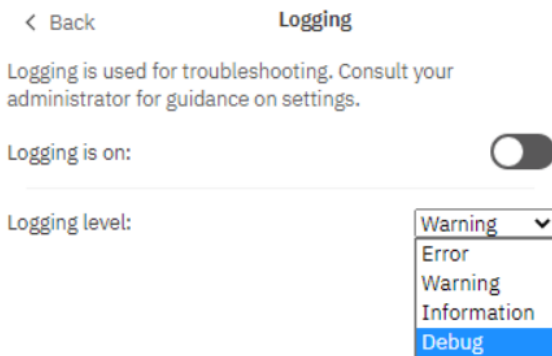 Back
Logging
Logging is used for troubleshooting. Consult your
administrator for guidance on settings.
Logging is on:
Logging level:
Warning
Error
Warning
Information
Debug